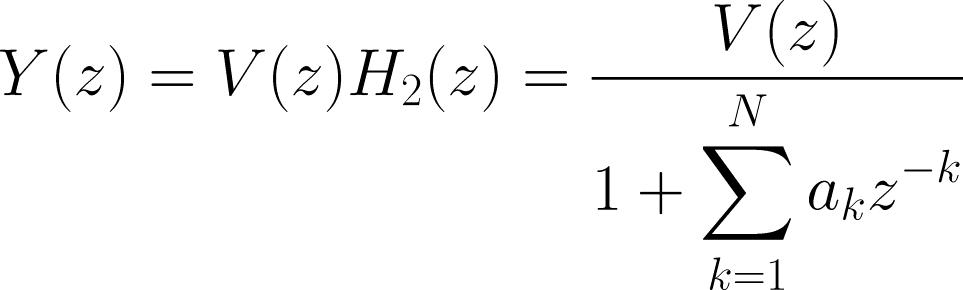 Y(z) = V(z)H_2(z) = \frac{V(z)}{1 + \sum_{k=1}^{N} a_k z^{-k}}